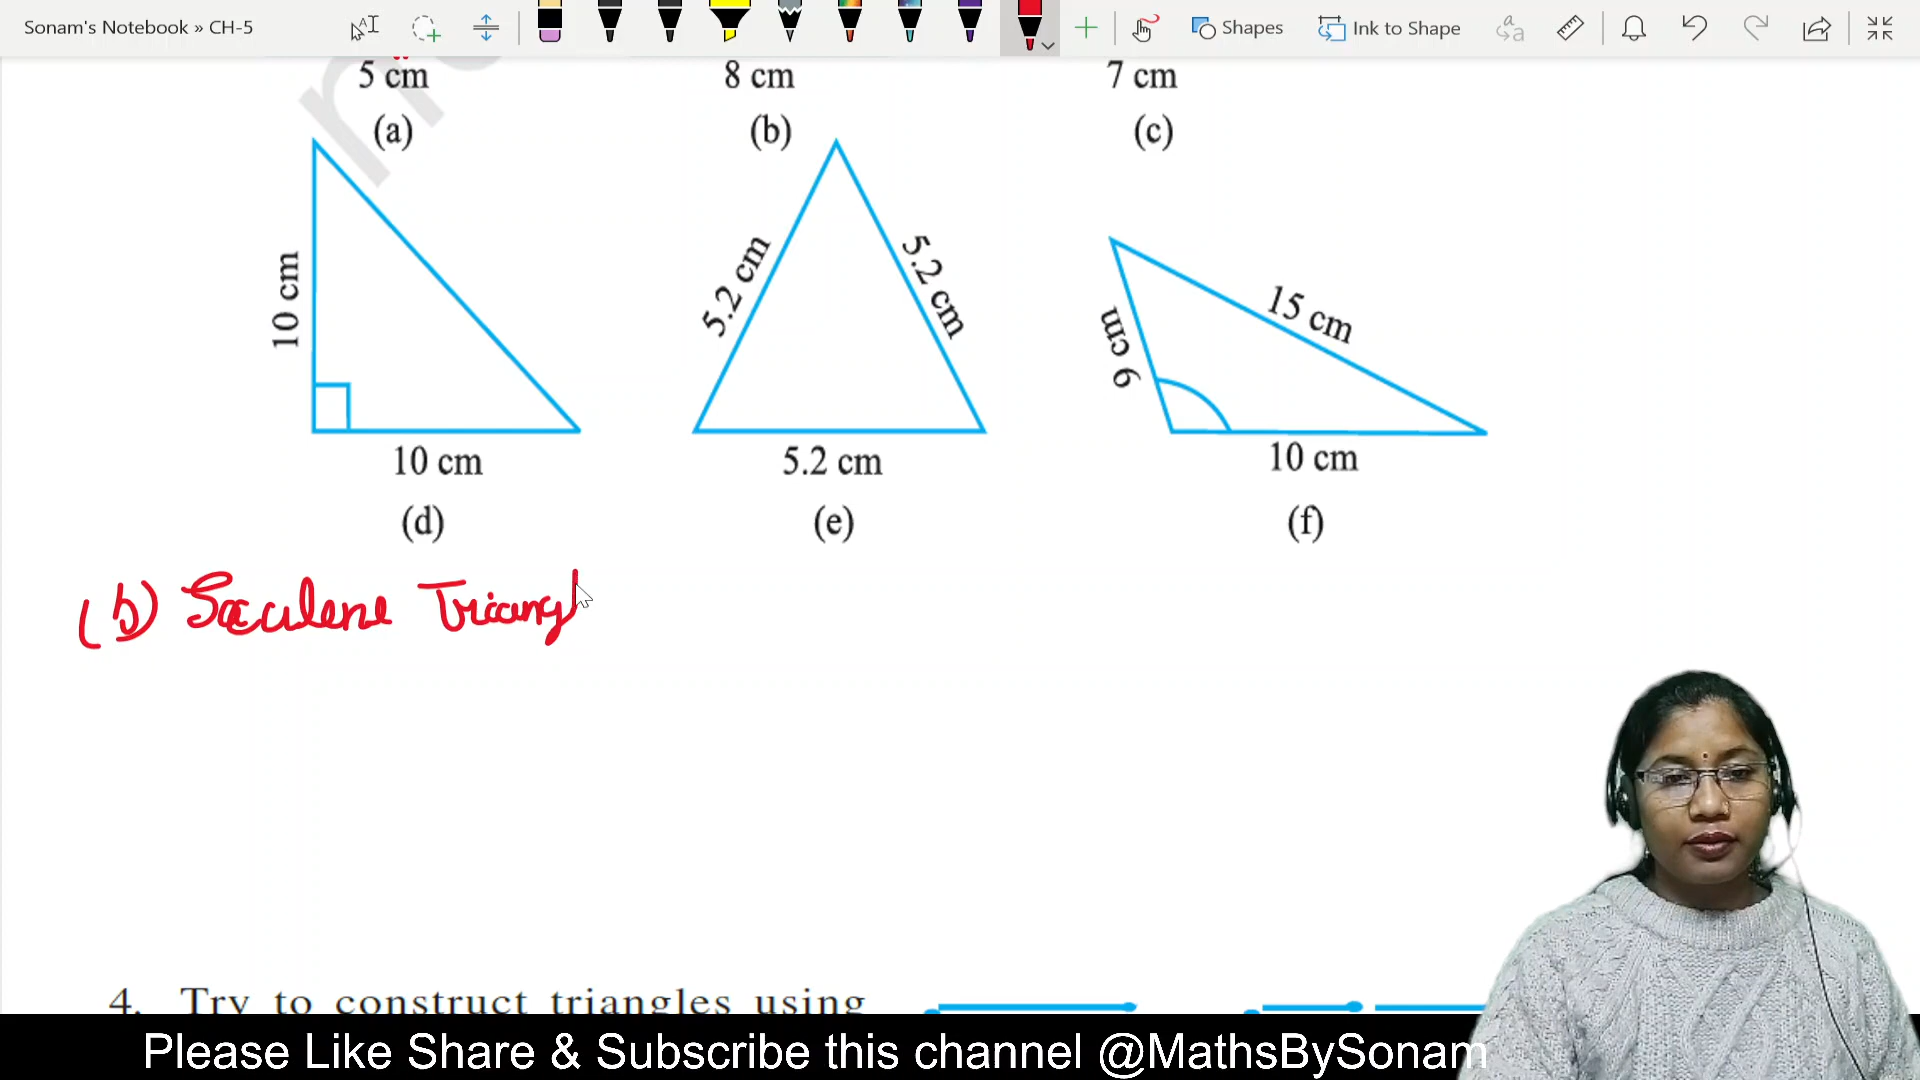 Sonam's Notebook » CH-5
Shapes
Ink to Shape
5 cm
8 cm
7 cm
(a)
(b)
(c)
10 cm
10 cm
(d)
5.2 cm
5.2 cm
5.2 cm
(e)
9 cm
15 cm
10 cm
(f)
(b) Scalene Triangl
4. Try to construct triangles using
Please Like Share & Subscribe this channel @MathsBySonam